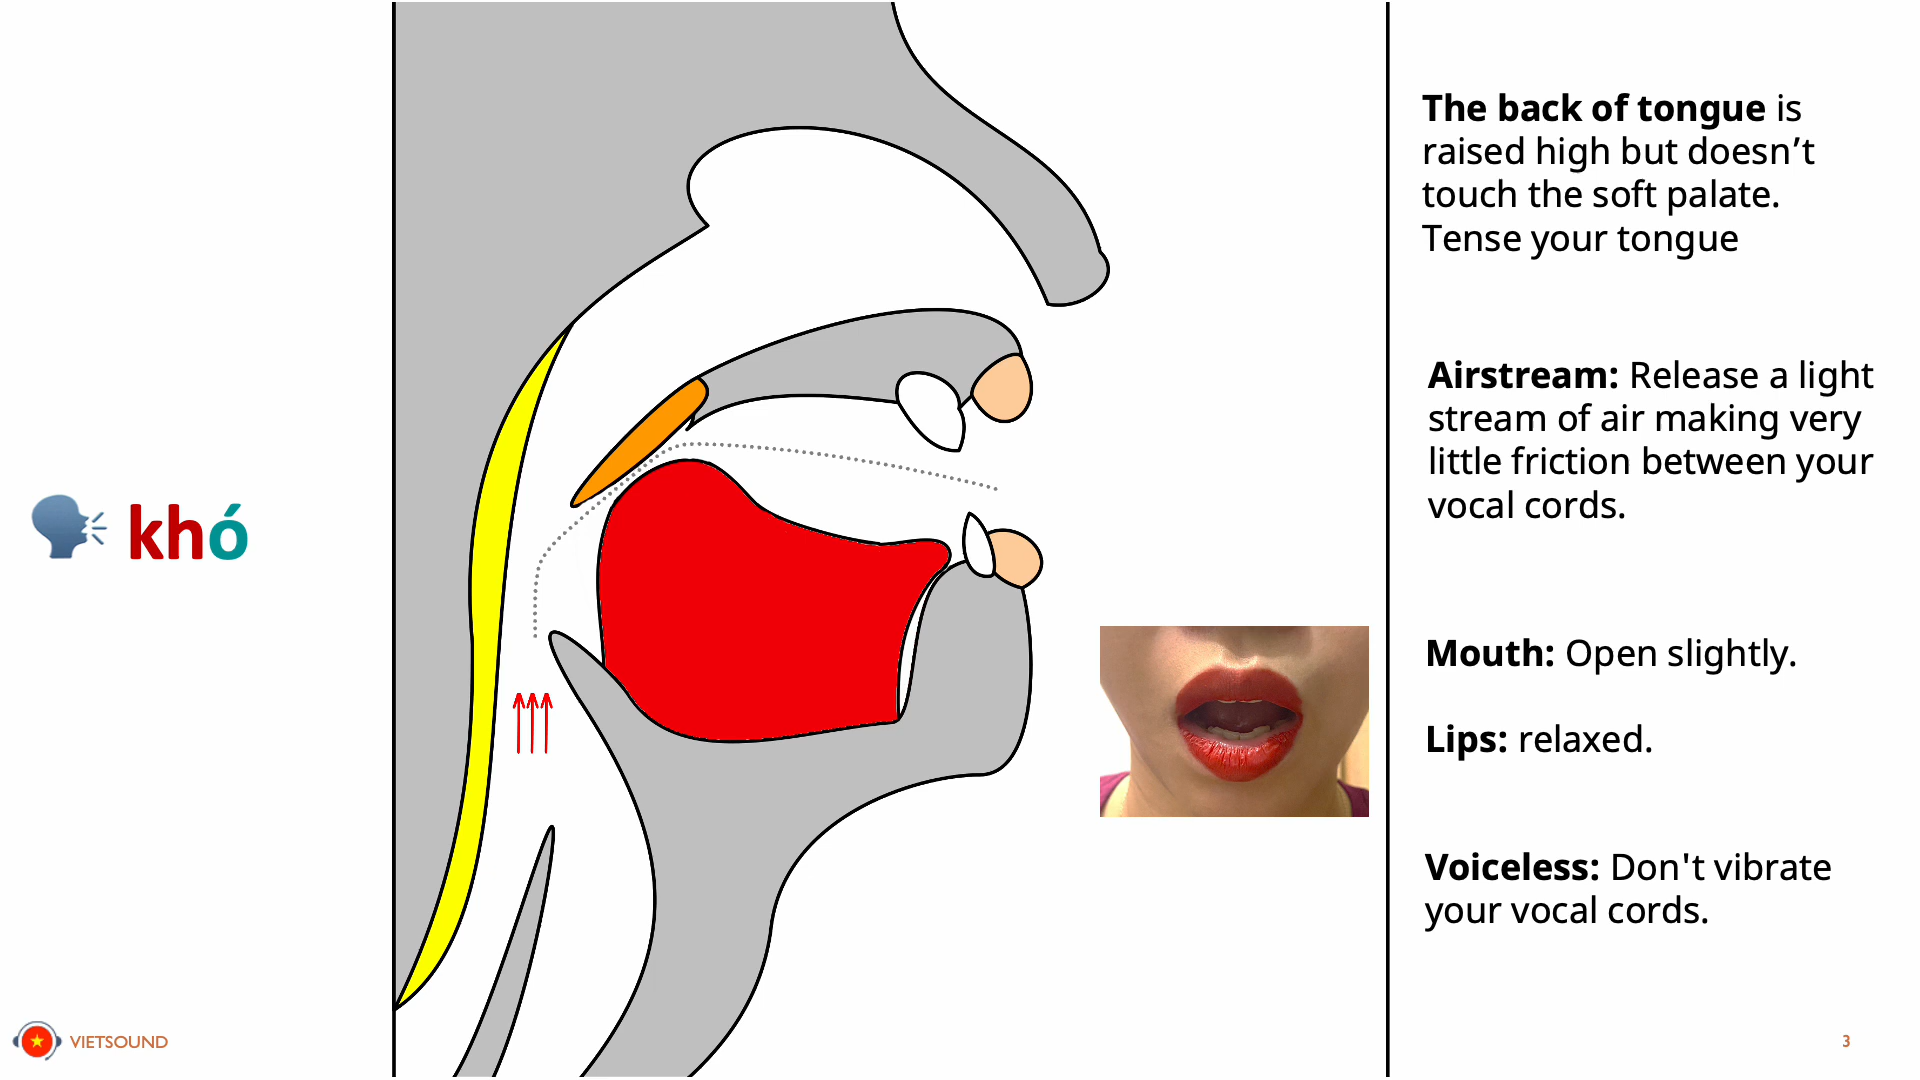 khó
The back of tongue is
raised high but doesn’t
touch the soft palate.
Tense your tongue
Airstream: Release a light
stream of air making very
little friction between your
vocal cords.
Mouth: Open slightly.
Lips: relaxed.
Voiceless: Don't vibrate
your vocal cords.
VIETSOUND
3